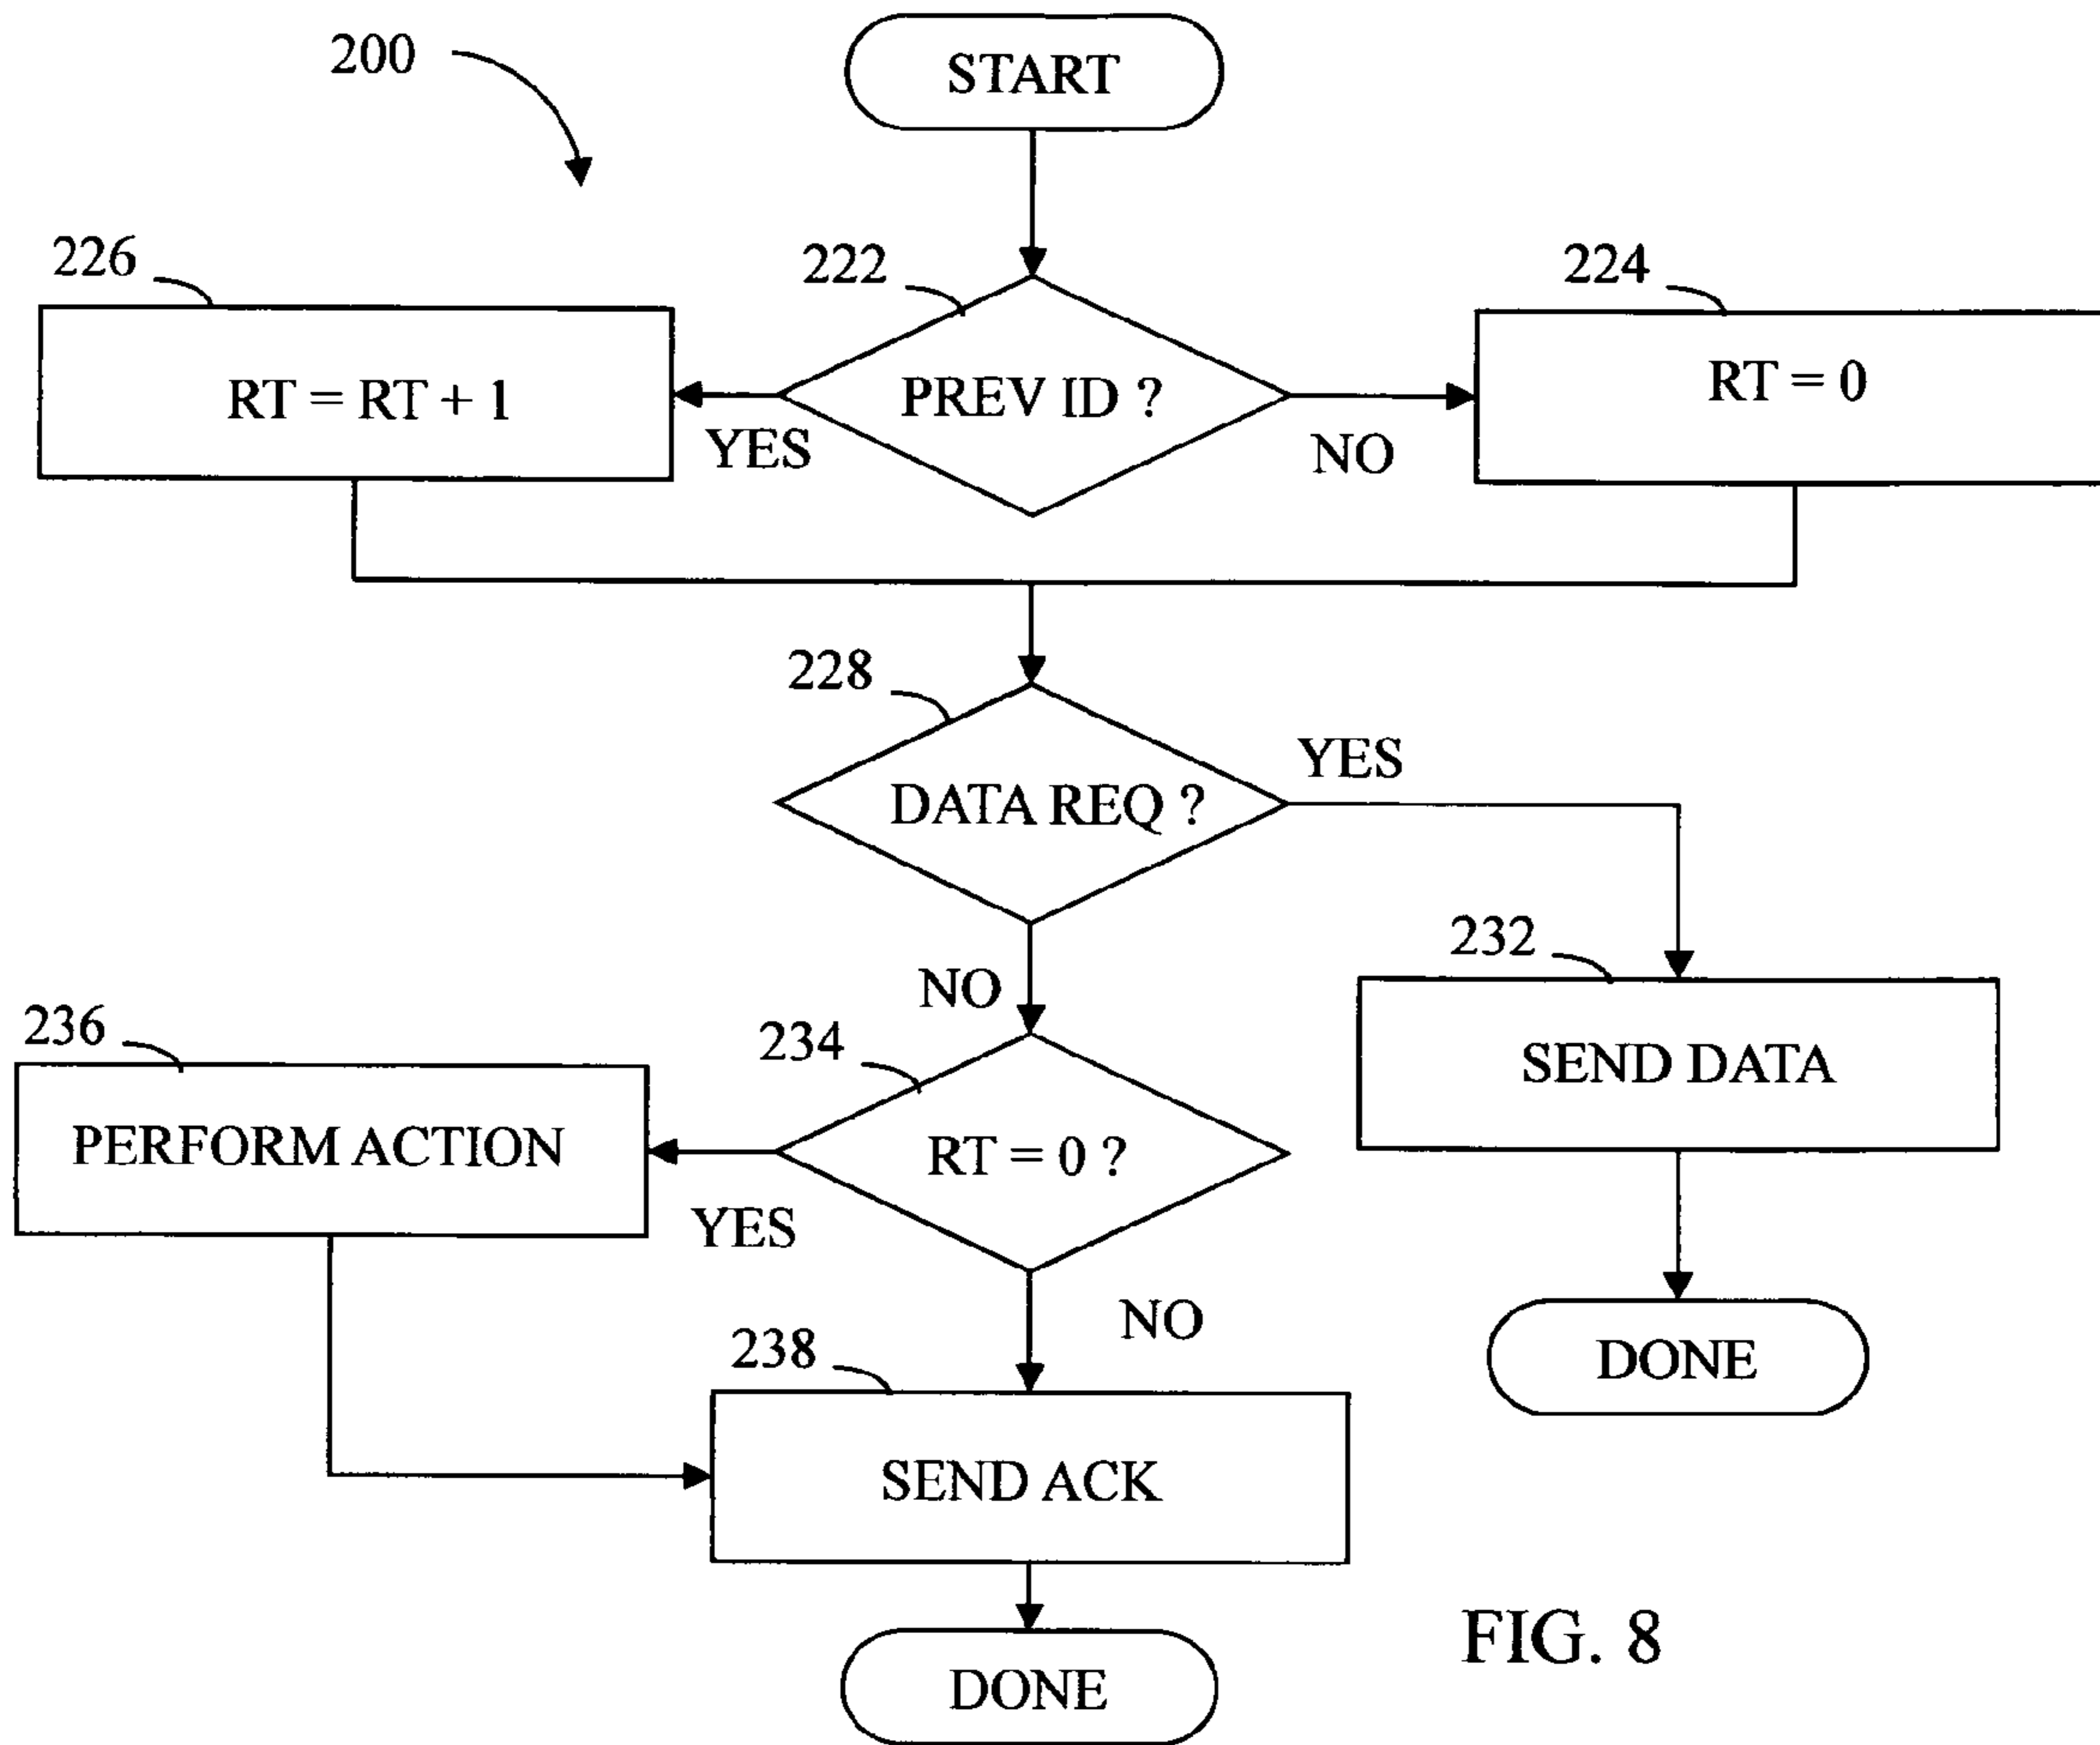 200
START
226
222
224
RT = RT + 1
PREV ID ?
RT = 0
YES
NO
228
DATA REQ ?
YES
232
NO
236
234
SEND DATA
PERFORM ACTION
RT = 0 ?
YES
NO
238
DONE
SEND ACK
FIG. 8
DONE